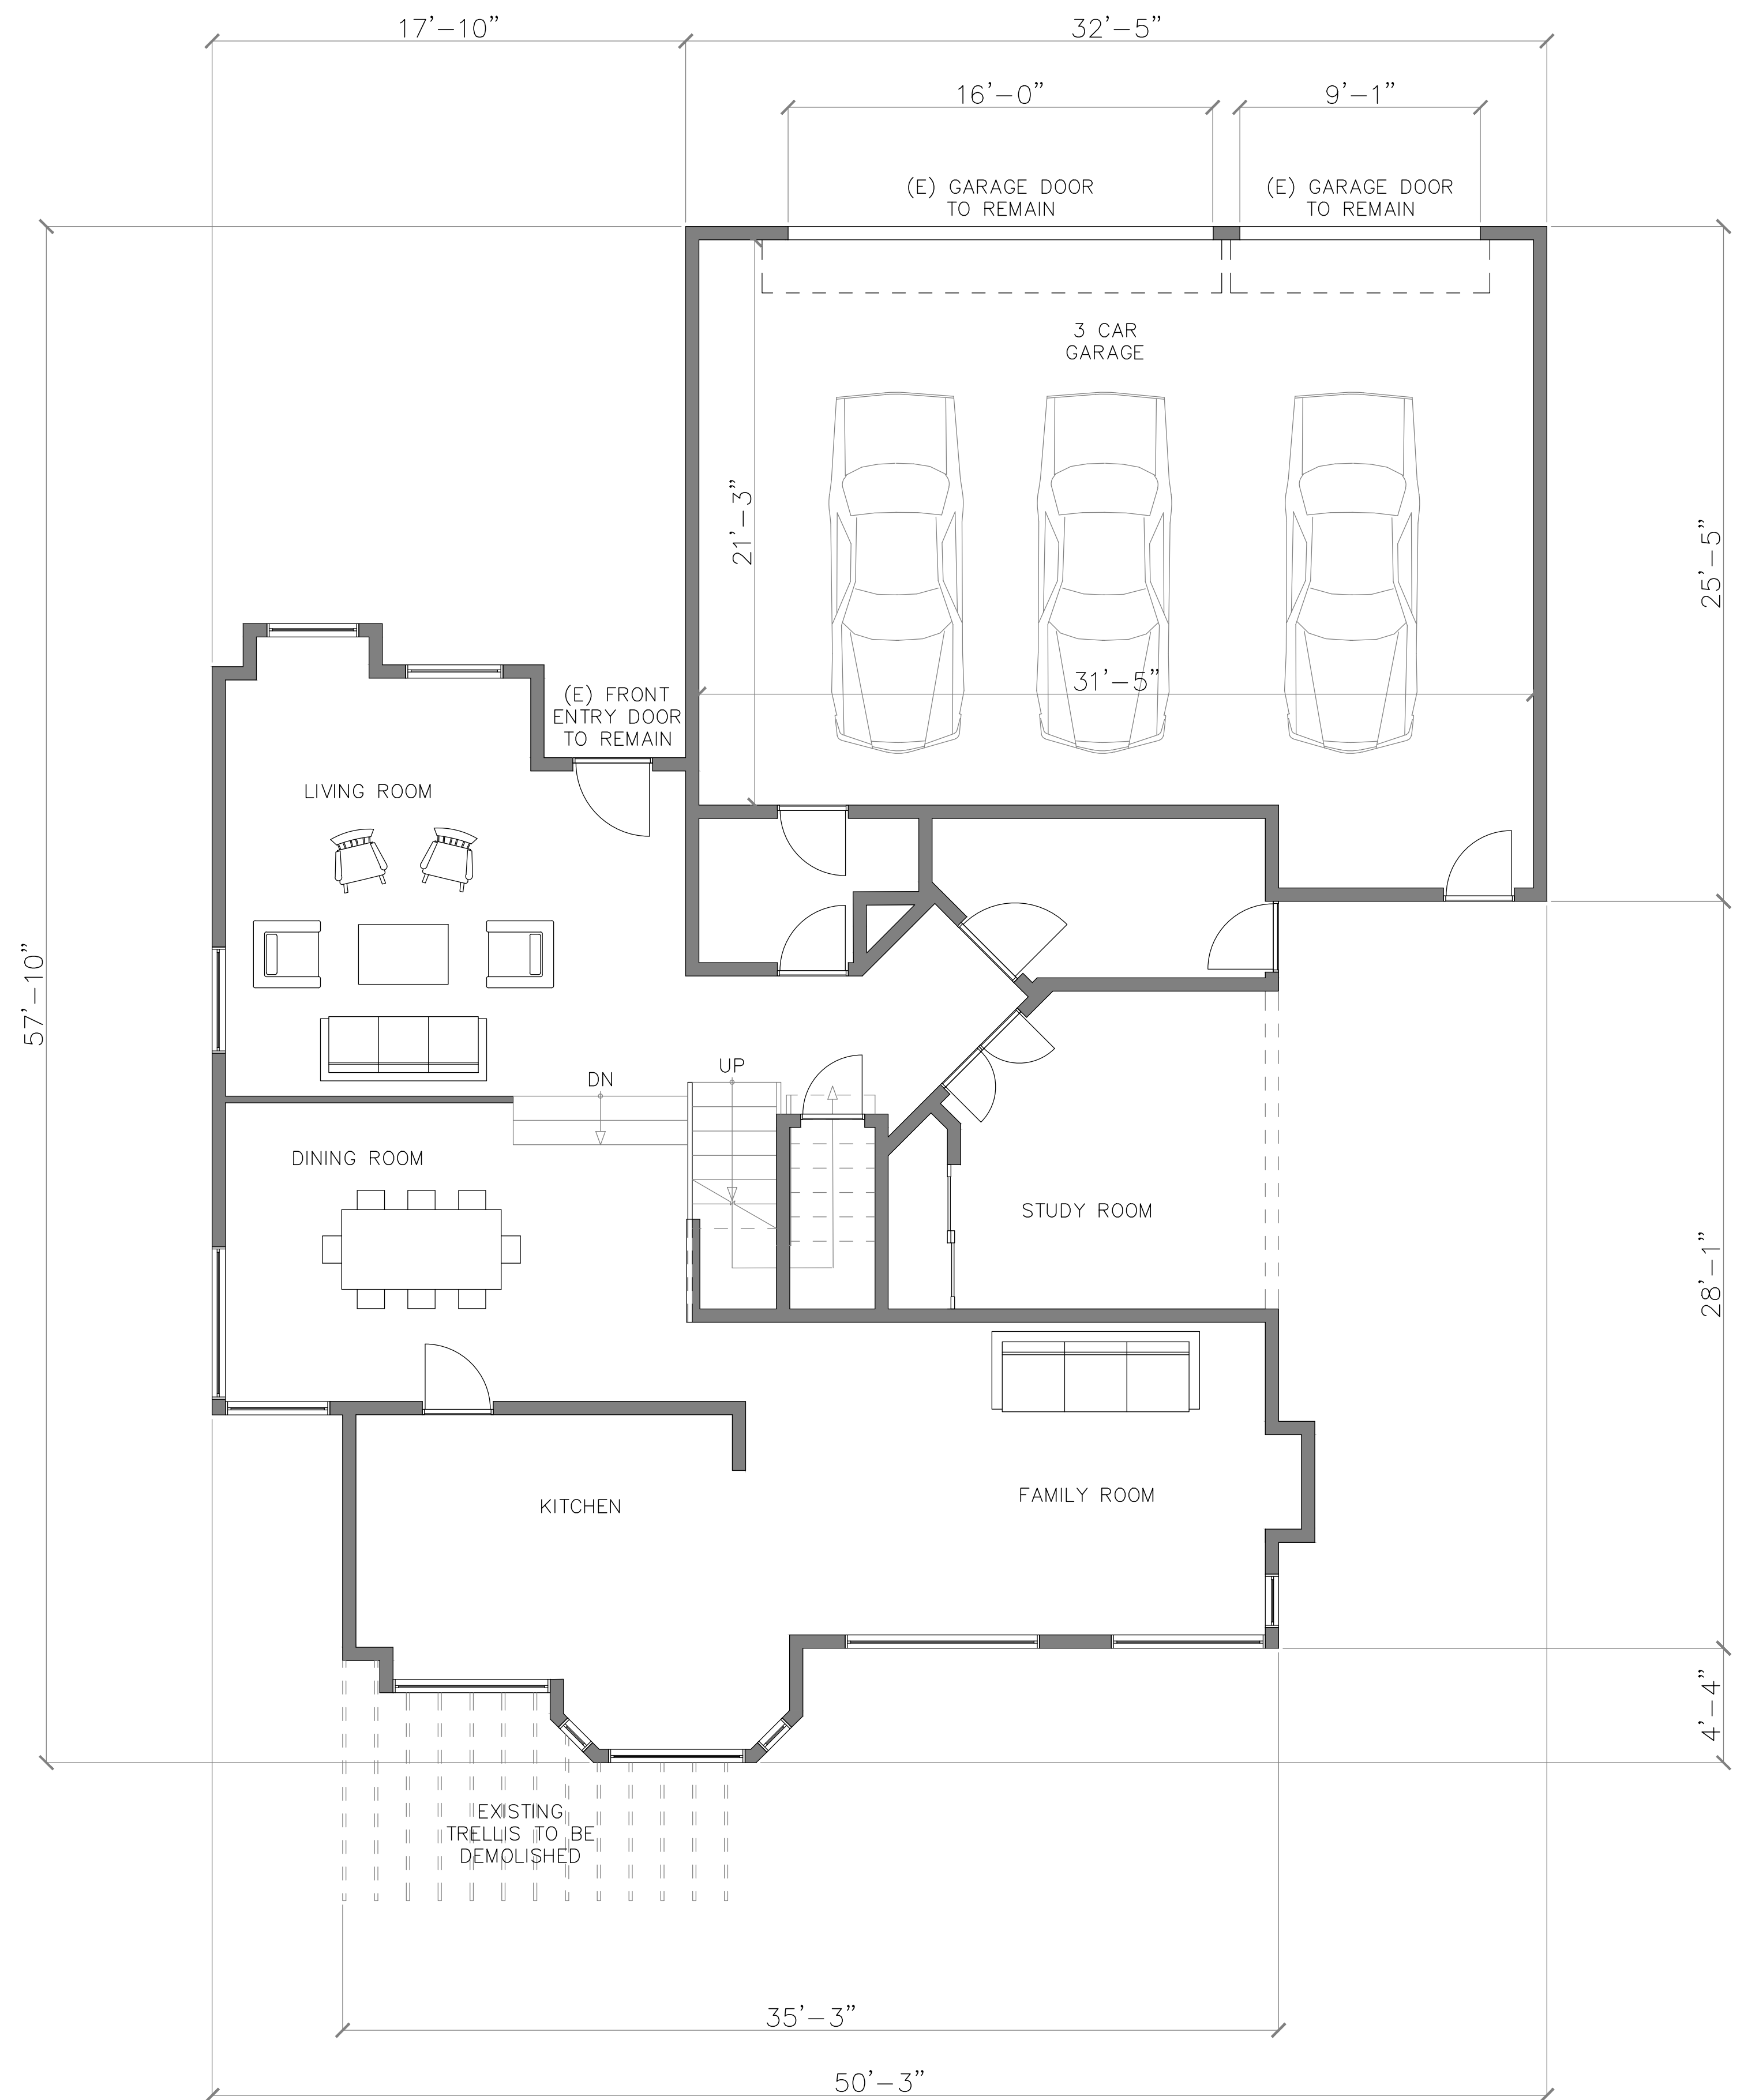 17'-10"
32'-5"
16'-0"
9'-1"
(E) GARAGE DOOR
TO REMAIN
(E) GARAGE DOOR
TO REMAIN
3 CAR
GARAGE
21'-3"
25'-5"
31'-5"
(E) FRONT
ENTRY DOOR
TO REMAIN
LIVING ROOM
57'-10"
UP
DN
DINING ROOM
STUDY ROOM
28'-1"
FAMILY ROOM
KITCHEN
4'-4"
EXISTING
TRELLIS TO BE
DEMOLISHED
35'-3"
50'-3"